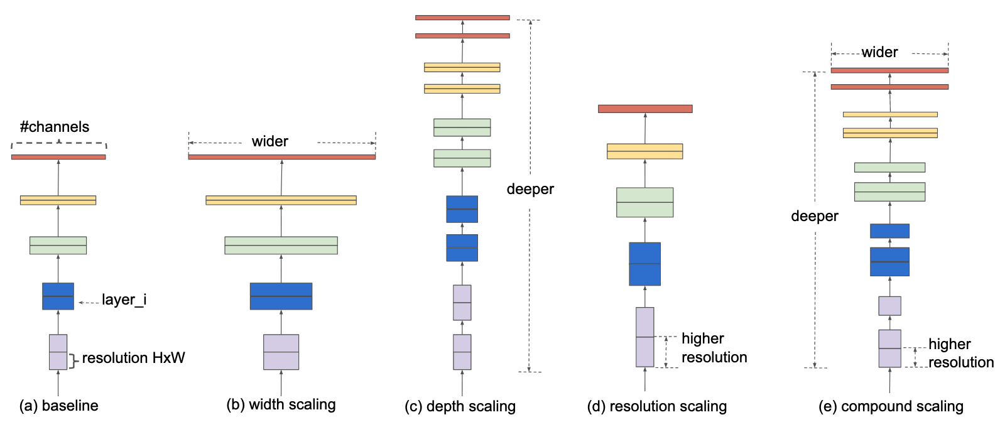 #channels
layer_i
resolution HxW
(a) baseline
wider
(b) width scaling
deeper
(c) depth scaling
higher
resolution
(d) resolution scaling
wider
deeper
higher
resolution
(e) compound scaling